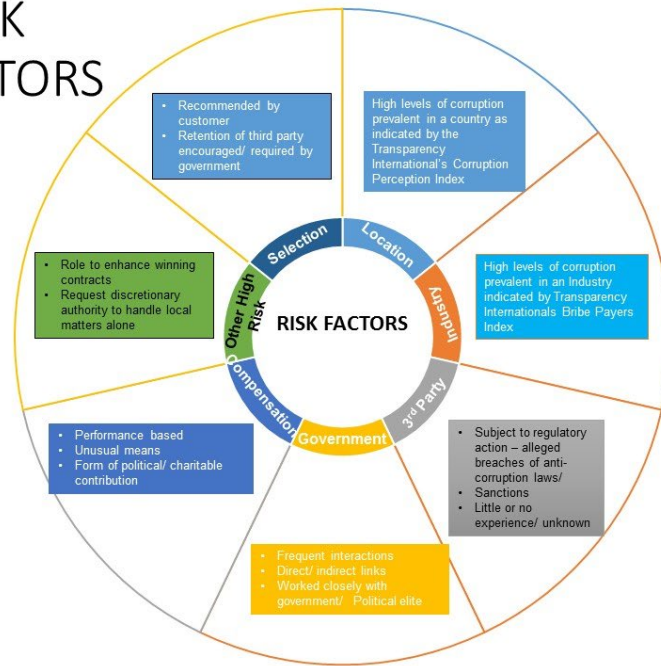 K
TORS
• Recommended by
customer
• Retention of third party
encouraged/ required by
government
High levels of corruption
prevalent in a country as
indicated by the
Transparency
International's Corruption
Perception Index
Selection
Location
• Role to enhance winning
contracts
• Request discretionary
authority to handle local
matters alone
Other High
Risk
RISK FACTORS
Industry
High levels of corruption
prevalent in an Industry
indicated by Transparency
Internationals Bribe Payers
Index
Compensation
Government
3rd Party
• Performance based
• Unusual means
• Form of political/ charitable
contribution
• Subject to regulatory
action – alleged
breaches of anti-
corruption laws/
• Sanctions
• Little or no
experience/ unknown
• Frequent interactions
• Direct/ indirect links
• Worked closely with
government/ Political elite